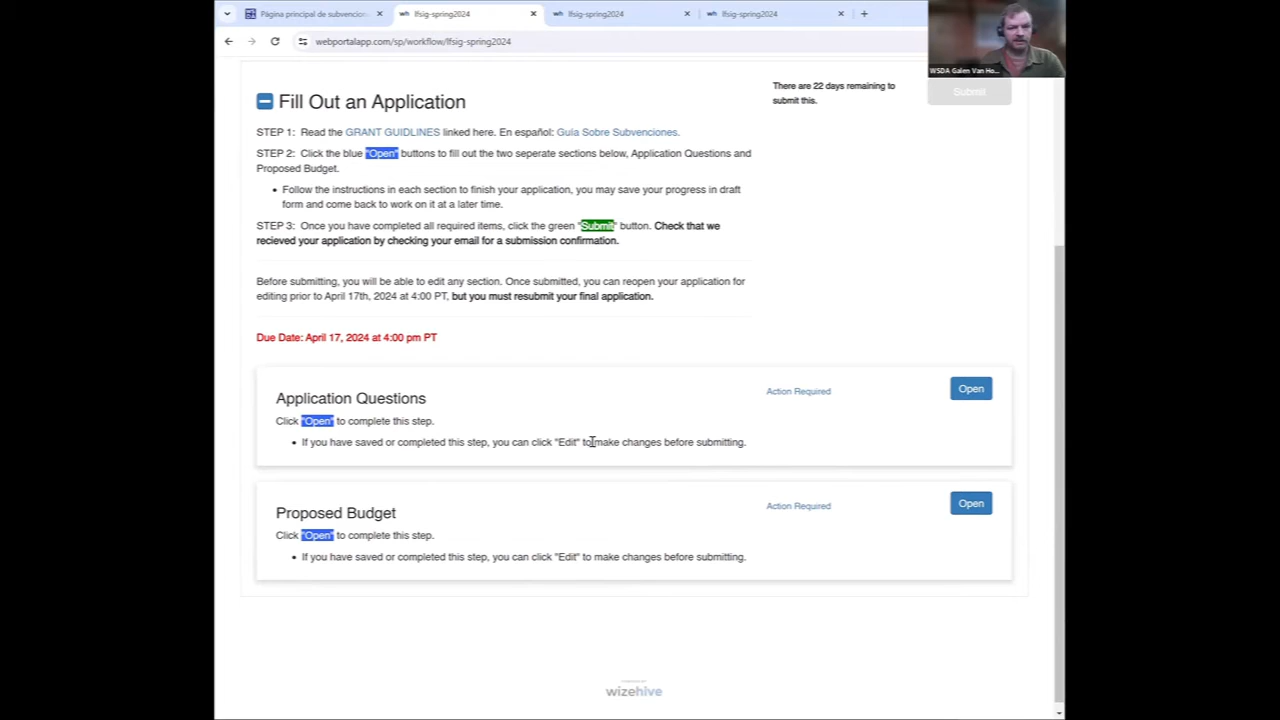 Página principal de subvencion
lfsig-spring2024
lfsig-spring2024
lfsig-spring2024
webportalapp.com/sp/workflow/lfsig-spring2024
WSDA Galen Van Ho...
There are 22 days remaining to
submit this.
Submit
Fill Out an Application
STEP 1: Read the GRANT GUIDLINES linked here. En español: Guía Sobre Subvenciones.
STEP 2: Click the blue "Open" buttons to fill out the two seperate sections below, Application Questions and
Proposed Budget.
• Follow the instructions in each section to finish your application, you may save your progress in draft
form and come back to work on it at a later time.
STEP 3: Once you have completed all required items, click the green "Submit" button. Check that we
recieved your application by checking your email for a submission confirmation.
Before submitting, you will be able to edit any section. Once submitted, you can reopen your application for
editing prior to April 17th, 2024 at 4:00 PT, but you must resubmit your final application.
Due Date: April 17, 2024 at 4:00 pm PT
Application Questions
Action Required
Open
Click "Open" to complete this step.
• If you have saved or completed this step, you can click "Edit" to make changes before submitting.
Proposed Budget
Action Required
Open
Click "Open" to complete this step.
• If you have saved or completed this step, you can click "Edit" to make changes before submitting.
wizehive